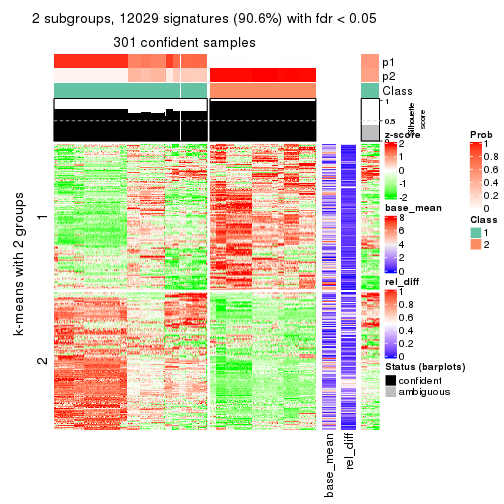 2 subgroups, 12029 signatures (90.6%) with fdr < 0.05
301 confident samples
p1
p2
Class
1
0.5
0
Silhouette
score
k-means with 2 groups
1
2
z-score
2
1
0
-1
-2
base_mean
8
6
4
2
0
rel_diff
1
0.8
0.6
0.4
0.2
0
Status (barplots)
confident
ambiguous
Prob
1
0.8
0.6
0.4
0.2
0
Class
1
2
base_mean
rel_diff